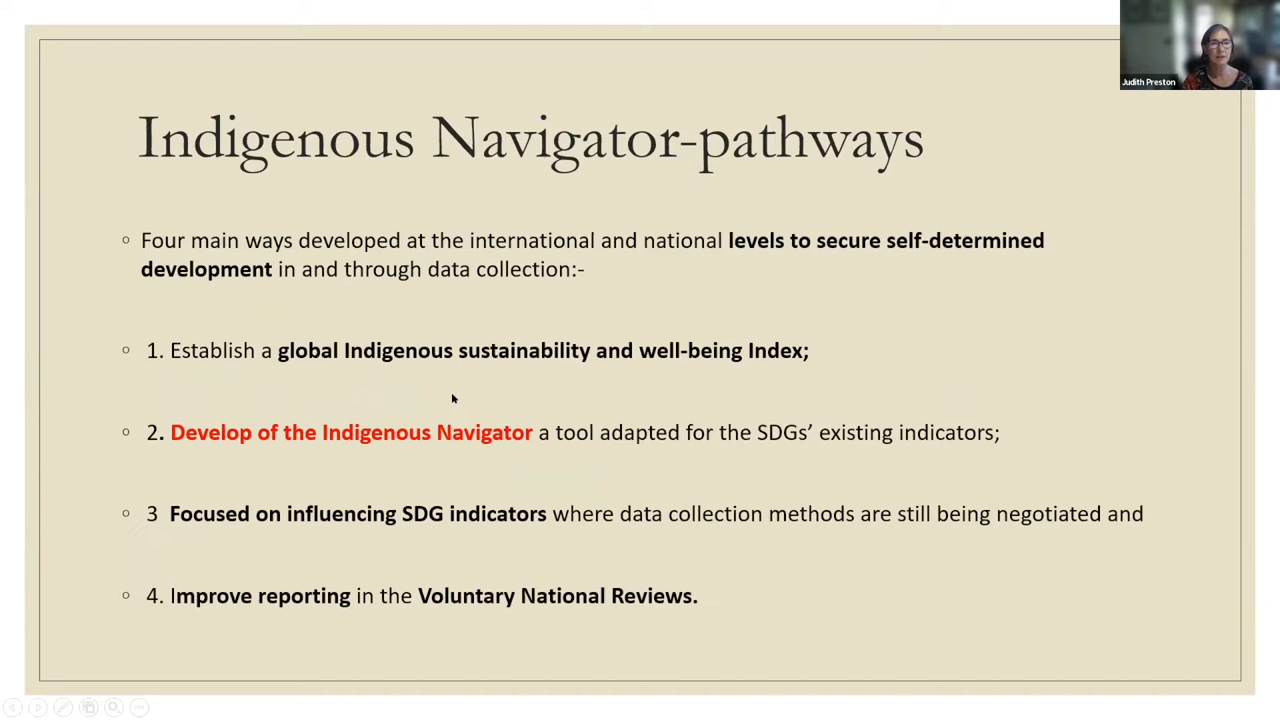 Judith Preston
Indigenous Navigator-pathways
Four main ways developed at the international and national levels to secure self-determined
development in and through data collection:-
1. Establish a global Indigenous sustainability and well-being Index;
2. Develop of the Indigenous Navigator a tool adapted for the SDGs’ existing indicators;
3 Focused on influencing SDG indicators where data collection methods are still being negotiated and
4. Improve reporting in the Voluntary National Reviews.